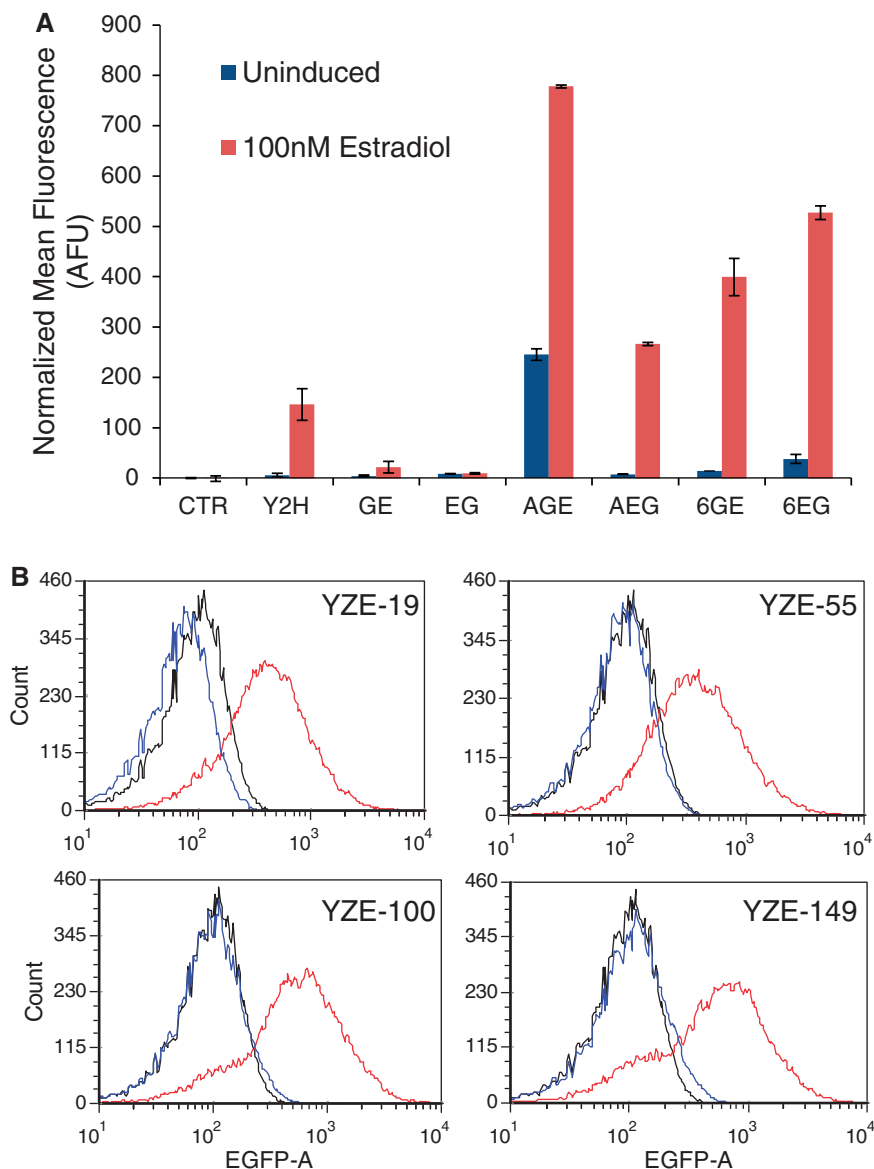 A
Normalized Mean Fluorescence
(AFU)
900
800
700
600
500
400
300
200
100
0
Uninduced
100nM Estradiol
CTR Y2H GE EG AGE AEG 6GE 6EG
B
Count
460
345
230
115
0
YZE-19
10¹ 10² 10³ 10⁴
460
345
230
115
0
YZE-55
10¹ 10² 10³ 10⁴
Count
460
345
230
115
0
YZE-100
10¹ 10² 10³ 10⁴
EGFP-A
460
345
230
115
0
YZE-149
10¹ 10² 10³ 10⁴
EGFP-A